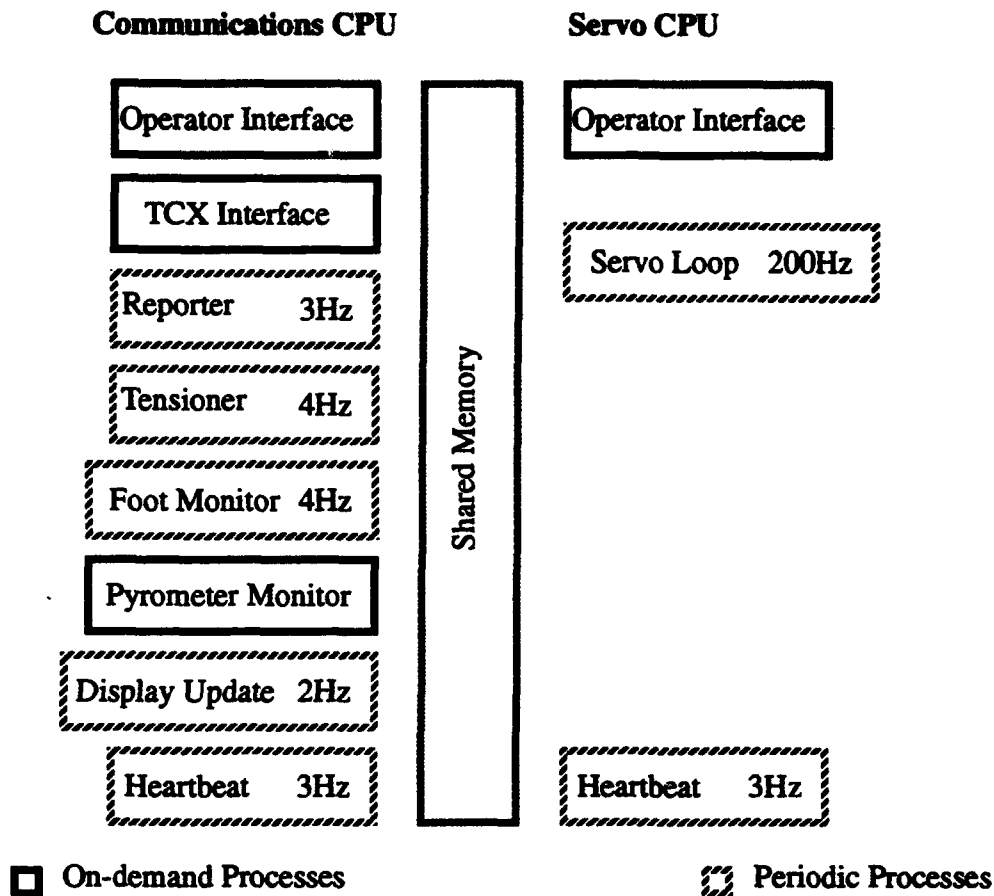 Communications CPU
Servo CPU
Operator Interface
Operator Interface
TCX Interface
Servo Loop 200Hz
Reporter 3Hz
Tensioner 4Hz
Shared Memory
Foot Monitor 4Hz
Pyrometer Monitor
Display Update 2Hz
Heartbeat 3Hz
Heartbeat 3Hz
On-demand Processes
Periodic Processes